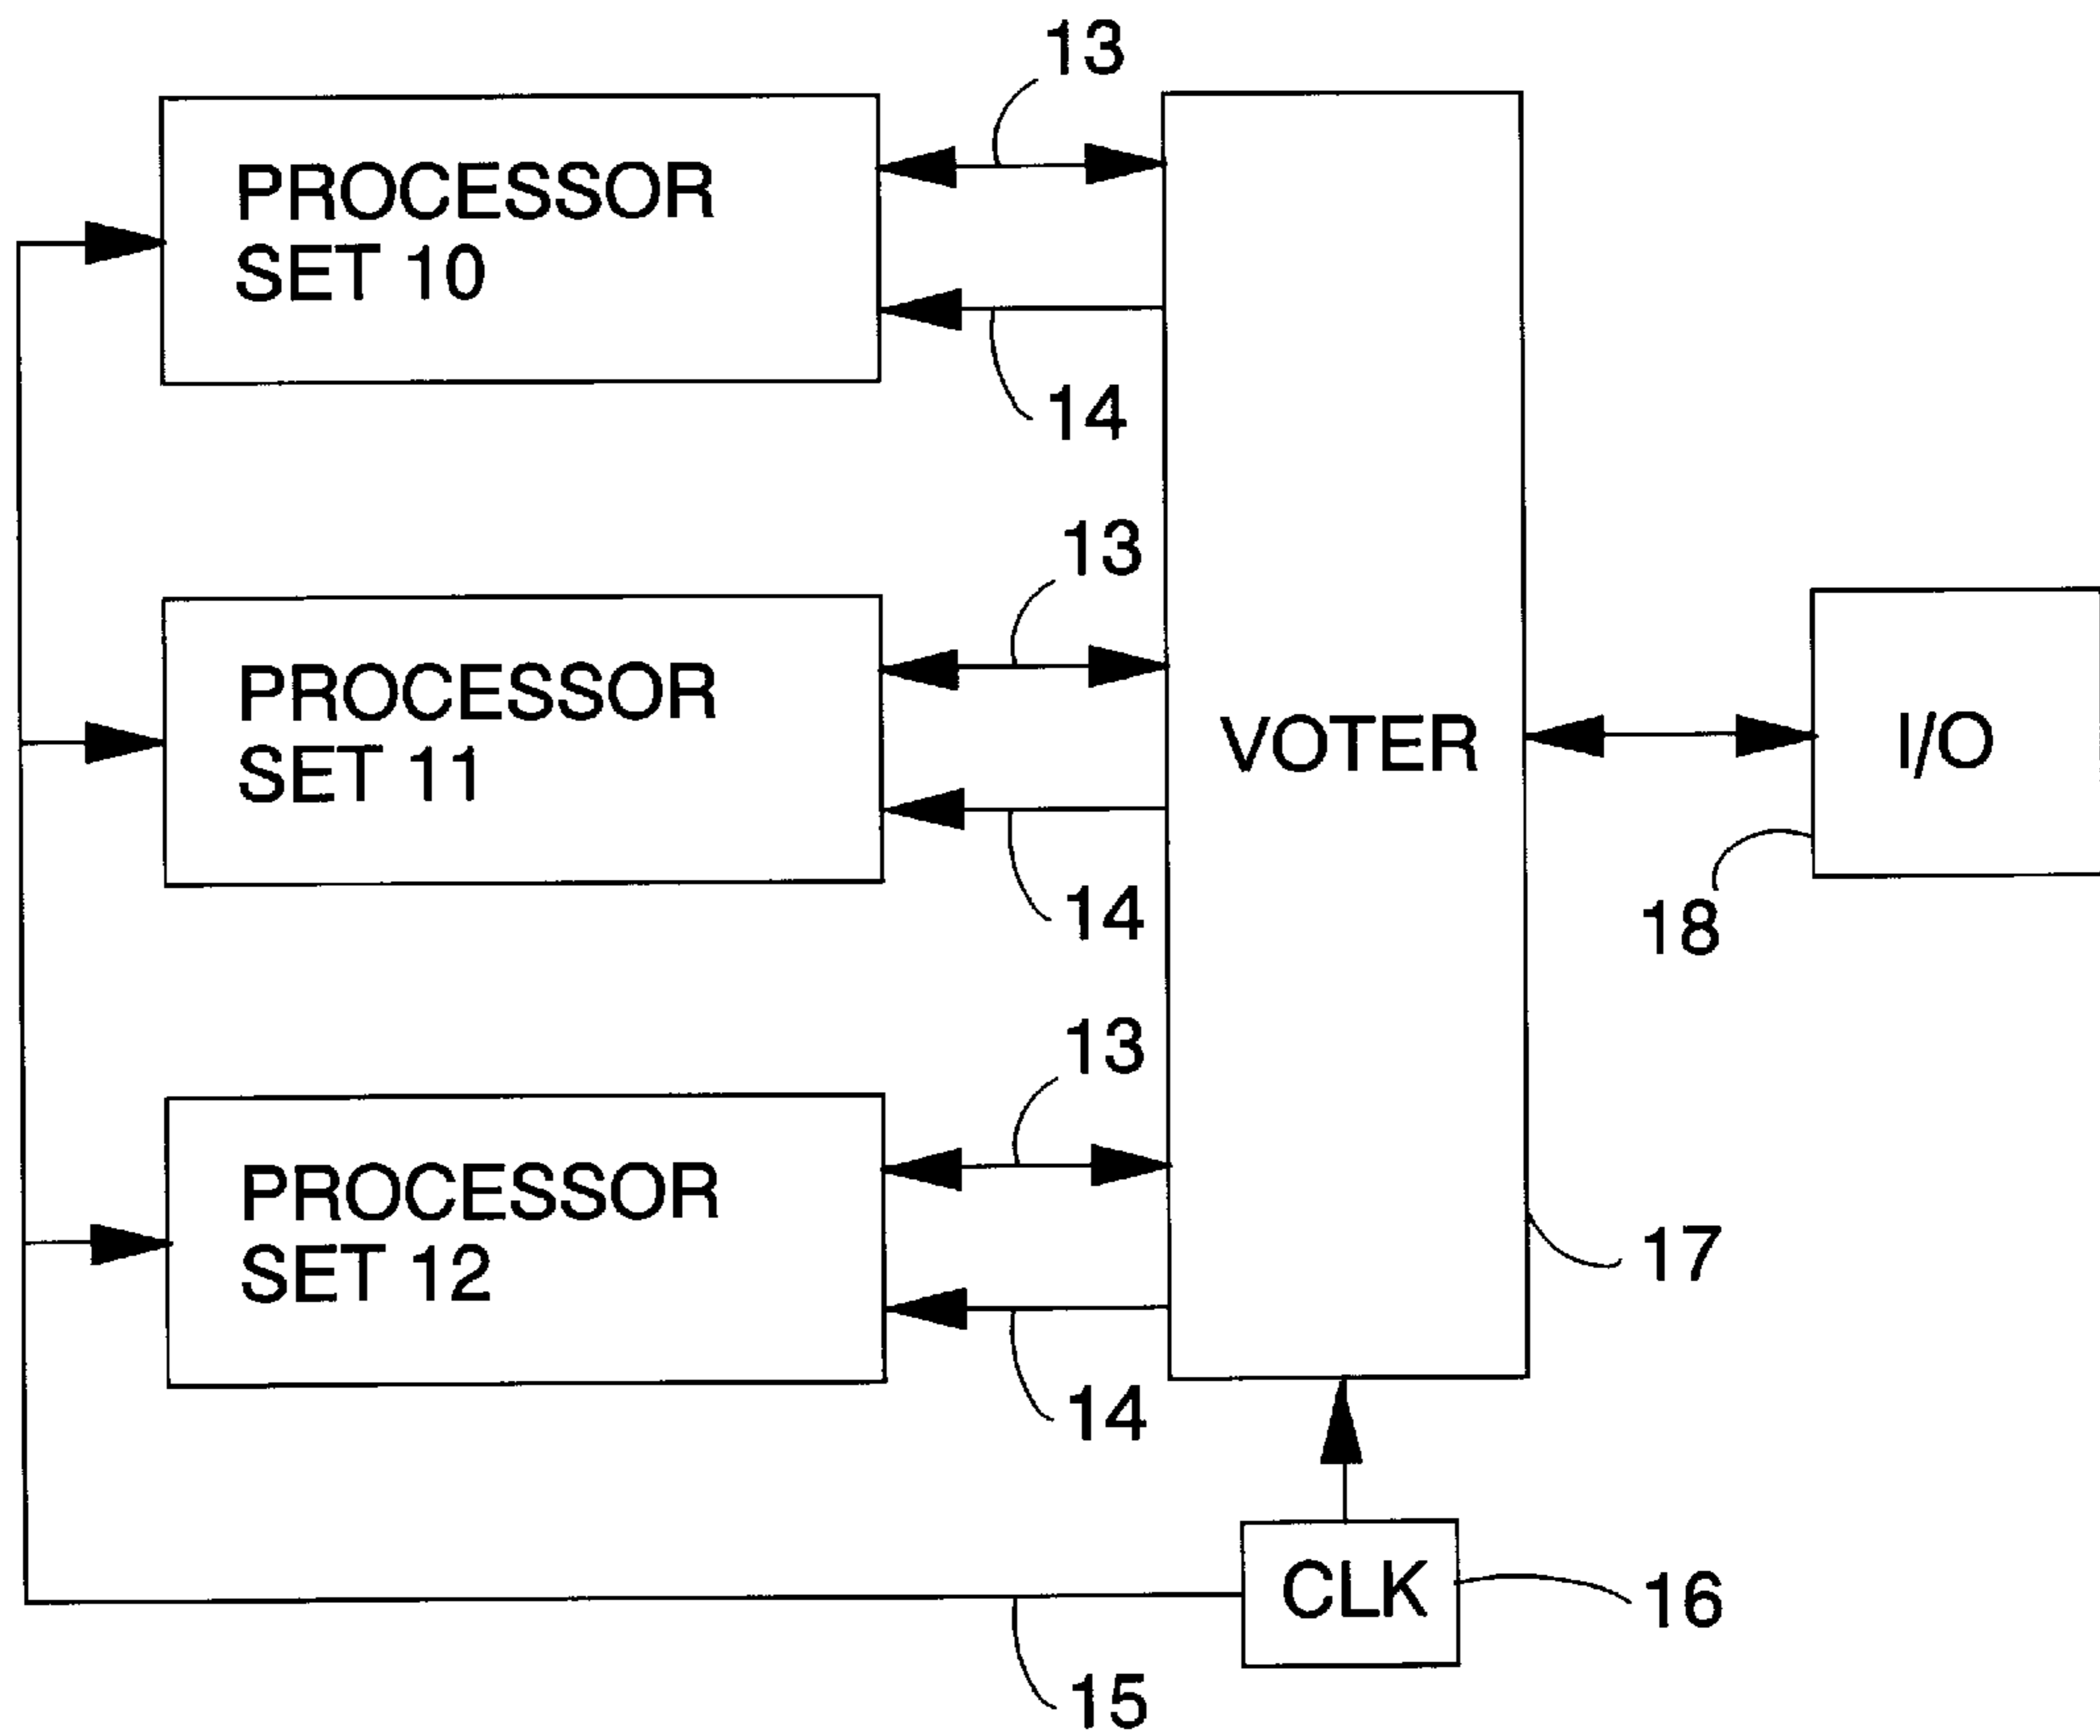 13
PROCESSOR
SET 10
14
13
PROCESSOR
SET 11
VOTER
I/O
14
18
13
PROCESSOR
SET 12
17
14
CLK
16
15